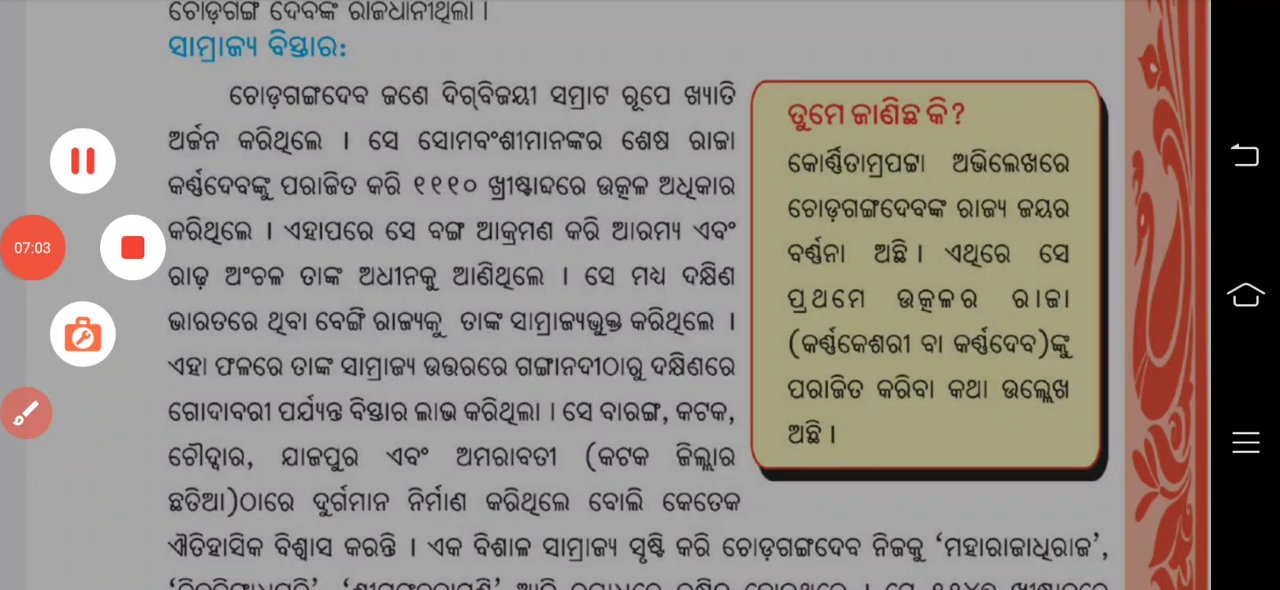 ଚୋଡ଼ଗଙ୍ଗ ଦେବଙ୍କ ରାଜଧାନୀଥିଲା ।
ସାମ୍ରାଜ୍ୟ ବିସ୍ତାର:
ଚୋଡ଼ଗଙ୍ଗଦେବ ଜଣେ ଦିଗ୍‌ବିଜୟୀ ସମ୍ରାଟ ରୂପେ ଖ୍ୟାତି
ଅର୍ଜନ କରିଥିଲେ । ସେ ସୋମବଂଶୀମାନଙ୍କର ଶେଷ ରାଜା
କର୍ଣ୍ଣଦେବଙ୍କୁ ପରାଜିତ କରି ୧୧୧୦ ଖ୍ରୀଷ୍ଟାବ୍ଦରେ ଉତ୍କଳ ଅଧିକାର
କରିଥିଲେ । ଏହାପରେ ସେ ବଙ୍ଗ ଆକ୍ରମଣ କରି ଆରମ୍ୟ ଏବଂ
ରାଢ଼ ଅଂଚଳ ତାଙ୍କ ଅଧୀନକୁ ଆଣିଥିଲେ । ସେ ମଧ୍ୟ ଦକ୍ଷିଣ
ଭାରତରେ ଥିବା ବେଙ୍ଗି ରାଜ୍ୟକୁ ତାଙ୍କ ସାମ୍ରାଜ୍ୟଭୁକ୍ତ କରିଥିଲେ ।
ଏହା ଫଳରେ ତାଙ୍କ ସାମ୍ରାଜ୍ୟ ଉତ୍ତରରେ ଗଙ୍ଗାନଦୀଠାରୁ ଦକ୍ଷିଣରେ
ଗୋଦାବରୀ ପର୍ଯ୍ୟନ୍ତ ବିସ୍ତାର ଲାଭ କରିଥିଲା । ସେ ବାରଙ୍ଗ, କଟକ,
ଚୌଦ୍ୱାର, ଯାଜପୁର ଏବଂ ଅମରାବତୀ (କଟକ ଜିଲ୍ଲାର
ଛତିଆ)ଠାରେ ଦୁର୍ଗମାନ ନିର୍ମାଣ କରିଥିଲେ ବୋଲି କେତେକ
ଐତିହାସିକ ବିଶ୍ୱାସ କରନ୍ତି । ଏକ ବିଶାଳ ସାମ୍ରାଜ୍ୟ ସୃଷ୍ଟି କରି ଚୋଡ଼ଗଙ୍ଗଦେବ ନିଜକୁ ‘ମହାରାଜାଧିରାଜ’,
ତୁମେ ଜାଣିଛ କି?
କୋର୍ଣ୍ଣିତାମ୍ରପଟ୍ଟା ଅଭିଲେଖରେ
ଚୋଡ଼ଗଙ୍ଗଦେବଙ୍କ ରାଜ୍ୟ ଜୟର
ବର୍ଣ୍ଣନା ଅଛି । ଏଥିରେ ସେ
ପ୍ରଥମେ ଉତ୍କଳର ରାଜା
(କର୍ଣ୍ଣକେଶରୀ ବା କର୍ଣ୍ଣଦେବ)ଙ୍କୁ
ପରାଜିତ କରିବା କଥା ଉଲ୍ଲେଖ
ଅଛି ।
07:03